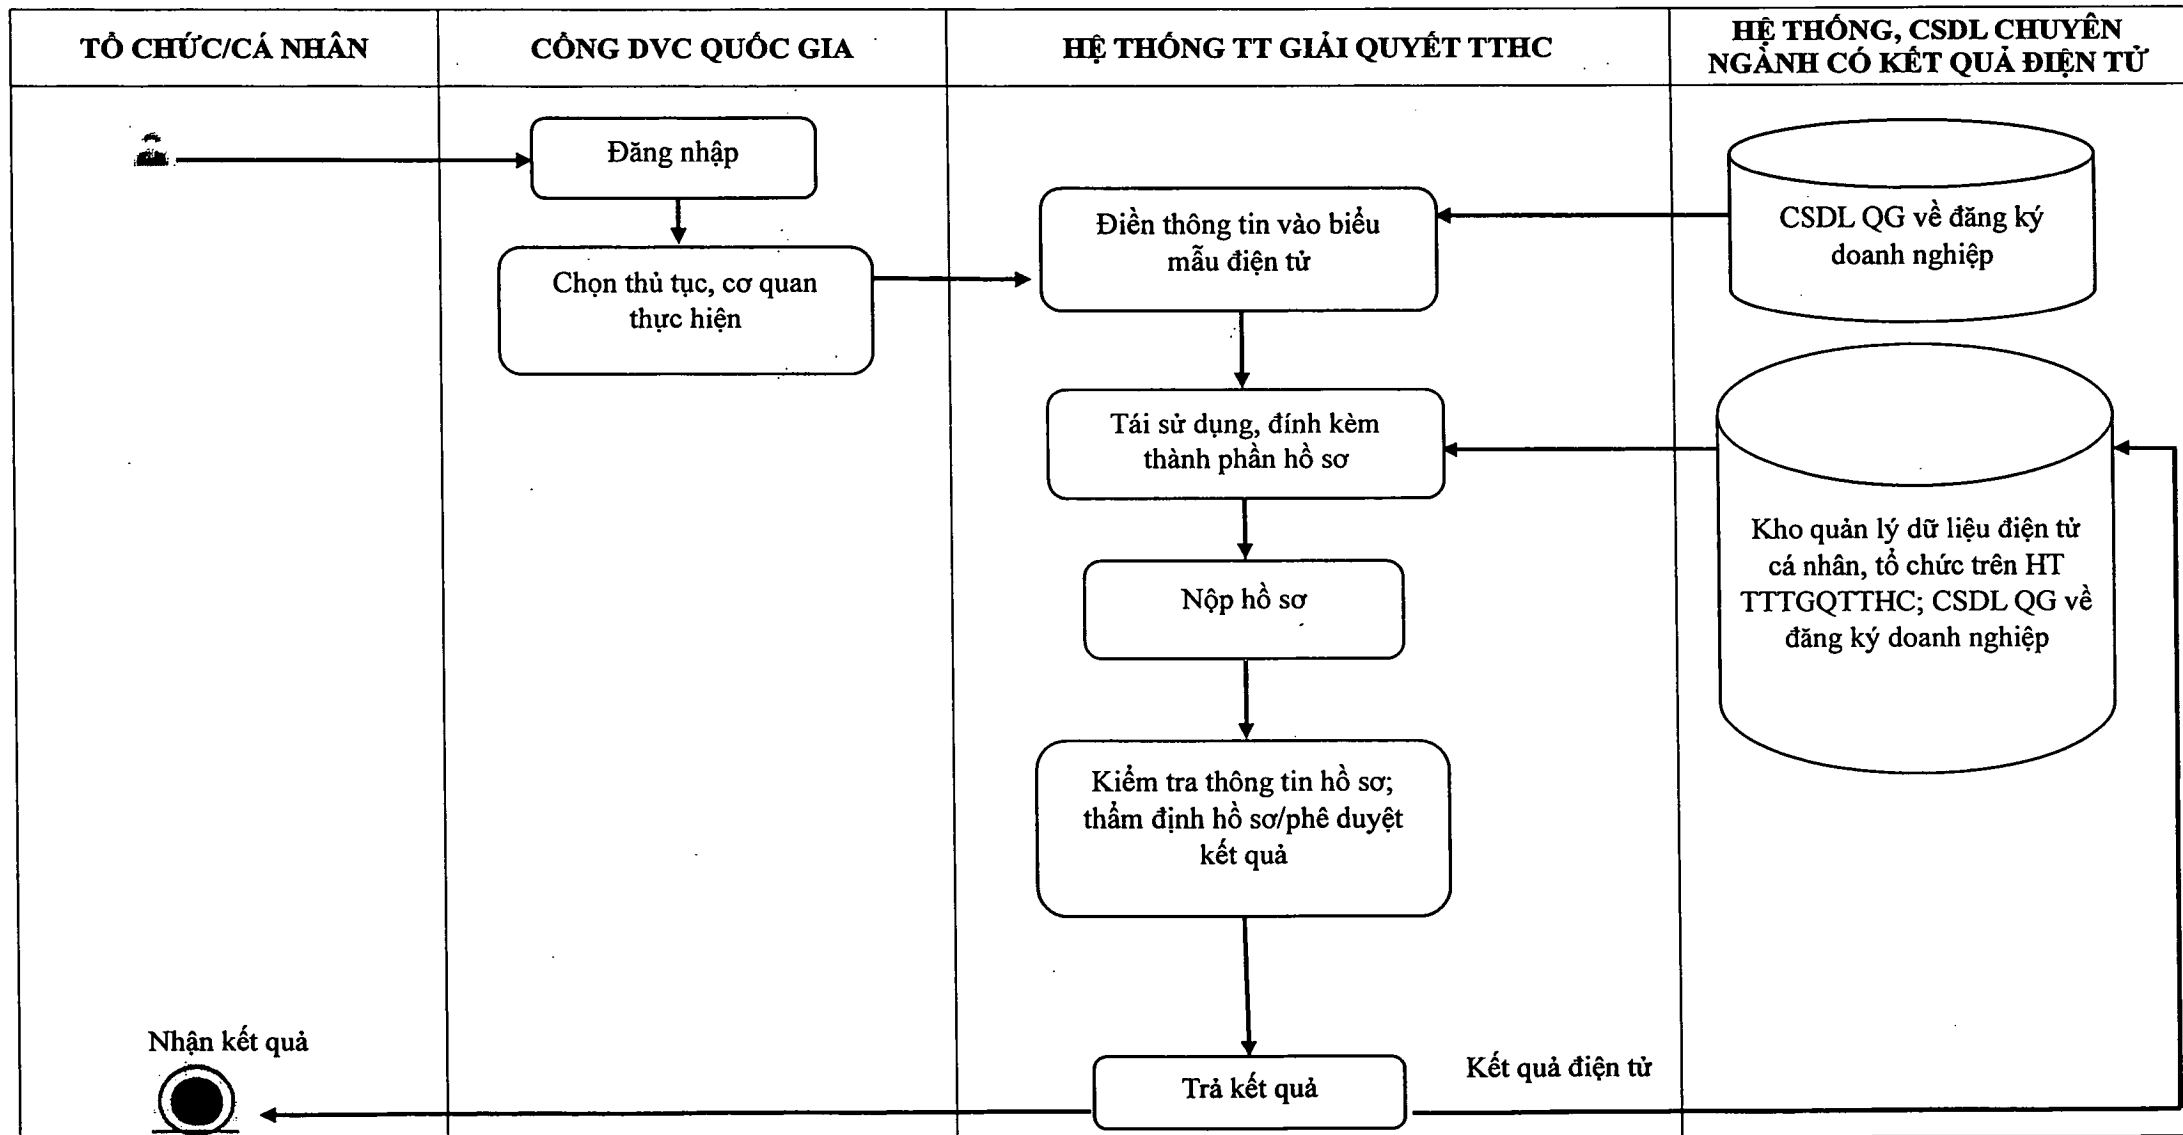 TỔ CHỨC/CÁ NHÂN
CỔNG DVC QUỐC GIA
HỆ THỐNG TT GIẢI QUYẾT TTHC
HỆ THỐNG, CSDL CHUYÊN
NGÀNH CÓ KẾT QUẢ ĐIỆN TỬ
Đăng nhập
Chọn thủ tục, cơ quan
thực hiện
Điền thông tin vào biểu
mẫu điện tử
CSDL QG về đăng ký
doanh nghiệp
Tái sử dụng, đính kèm
thành phần hồ sơ
Kho quản lý dữ liệu điện tử
cá nhân, tổ chức trên HT
TTTGQTTHC; CSDL QG về
đăng ký doanh nghiệp
Nộp hồ sơ
Kiểm tra thông tin hồ sơ;
thẩm định hồ sơ/phê duyệt
kết quả
Nhận kết quả
Trả kết quả
Kết quả điện tử